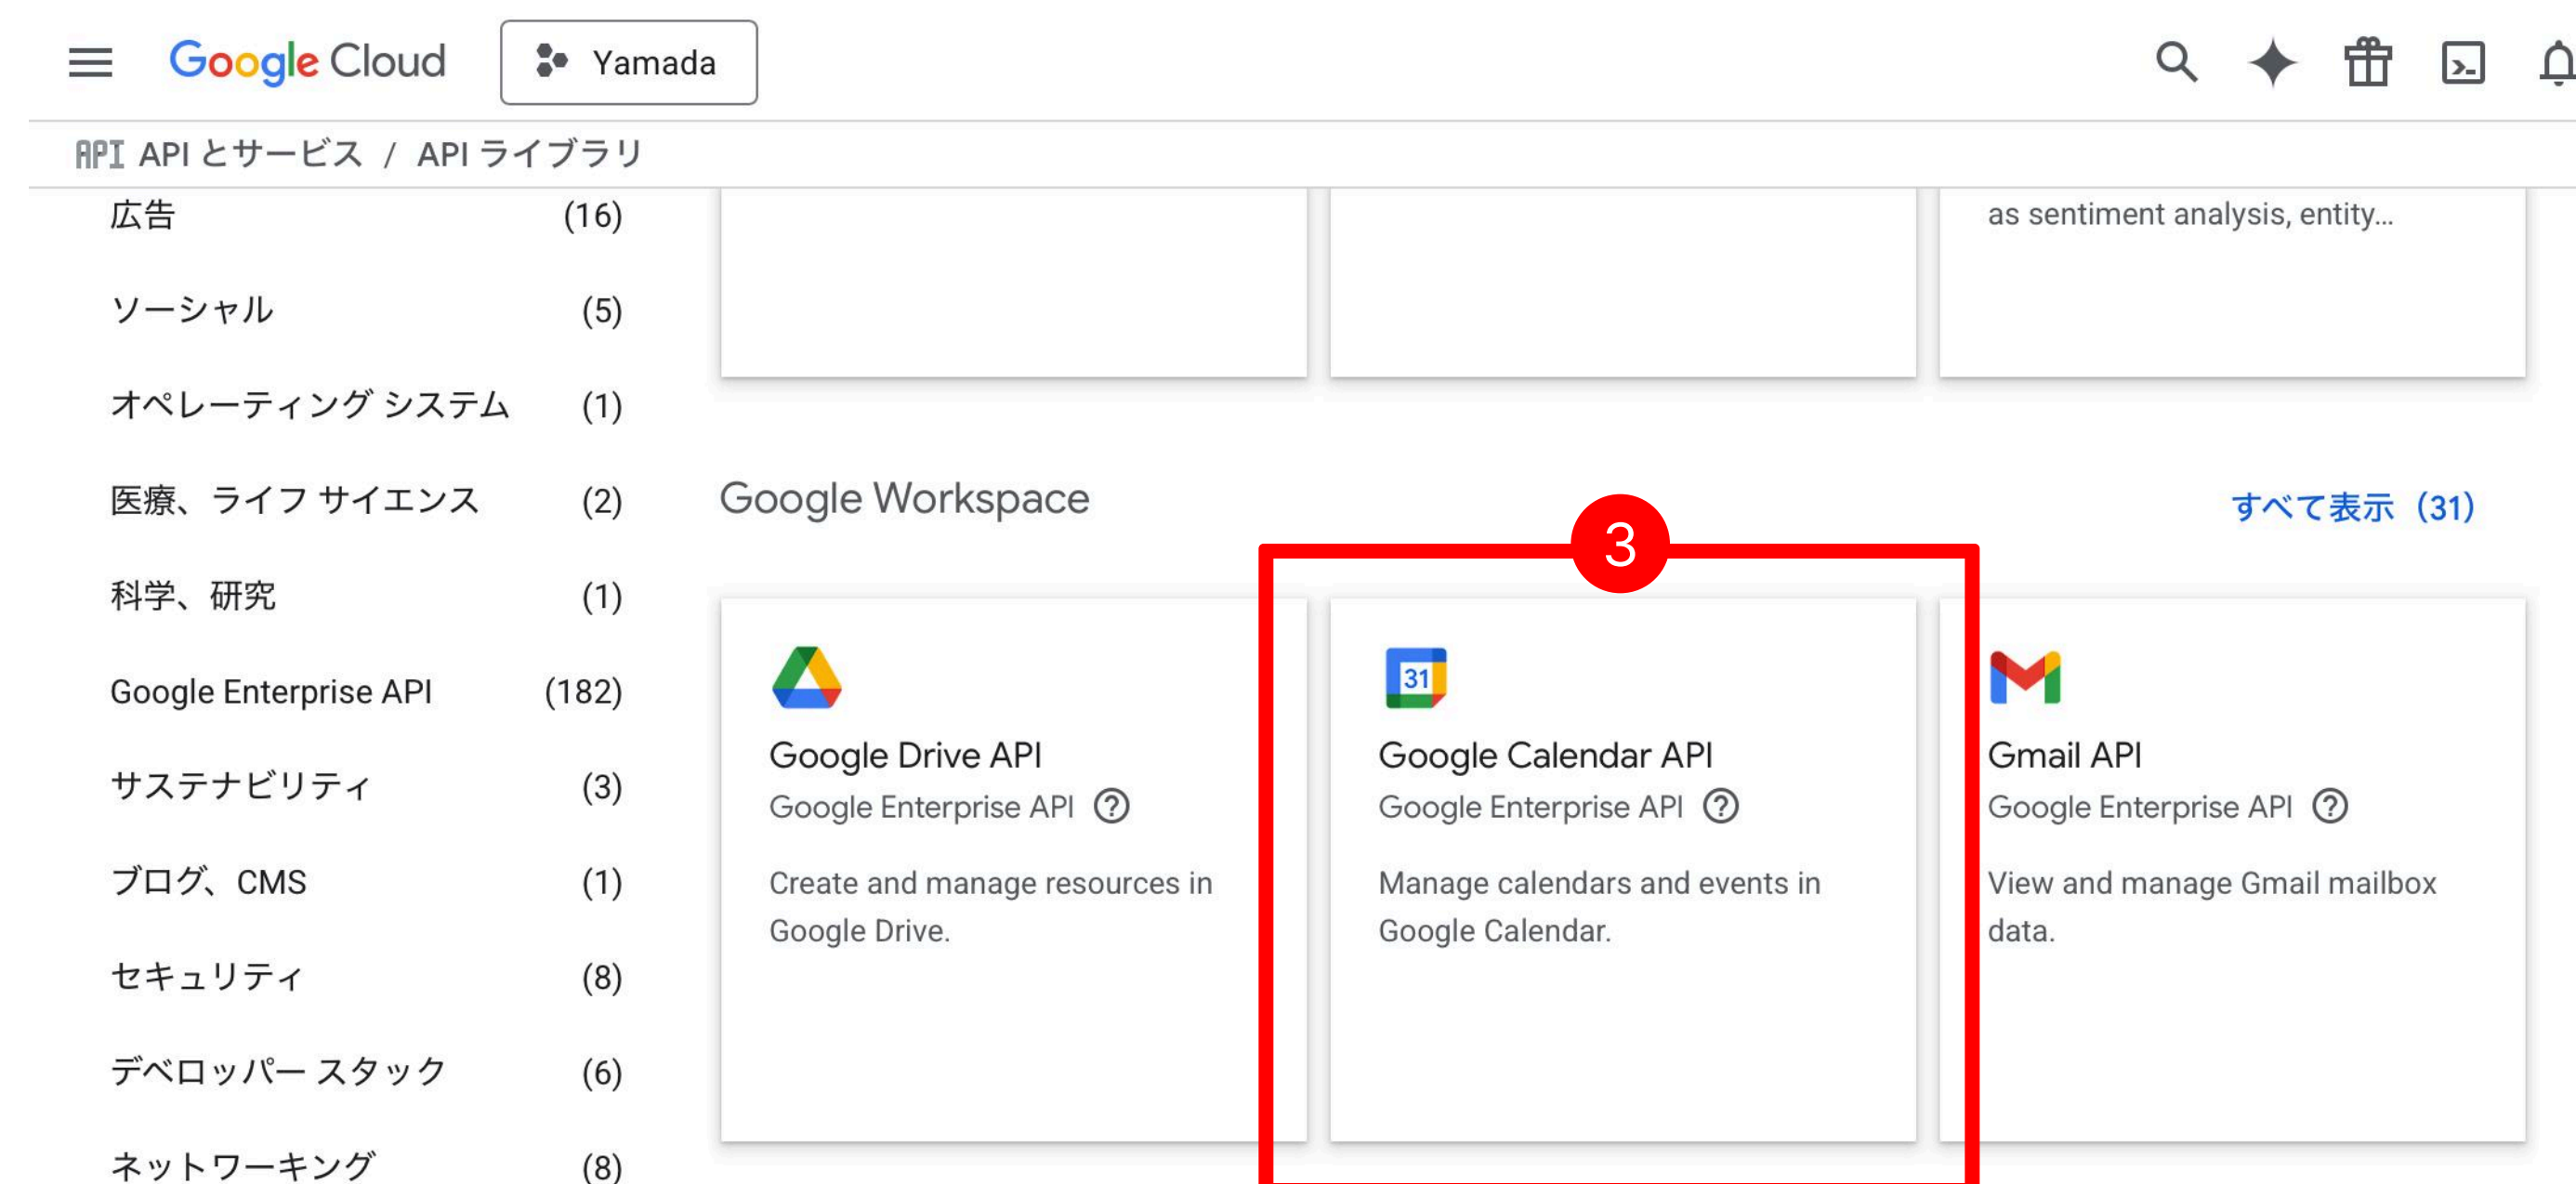 Google Cloud
Yamada
API API とサービス / API ライブラリ
広告 (16)
ソーシャル (5)
オペレーティング システム (1)
医療、ライフ サイエンス (2)
科学、研究 (1)
Google Enterprise API (182)
サステナビリティ (3)
ブログ、CMS (1)
セキュリティ (8)
デベロッパー スタック (6)
ネットワーキング (8)
as sentiment analysis, entity...
Google Workspace
すべて表示（31）
3
Google Drive API
Google Enterprise API
Create and manage resources in
Google Drive.
31
Google Calendar API
Google Enterprise API
Manage calendars and events in
Google Calendar.
Gmail API
Google Enterprise API
View and manage Gmail mailbox
data.